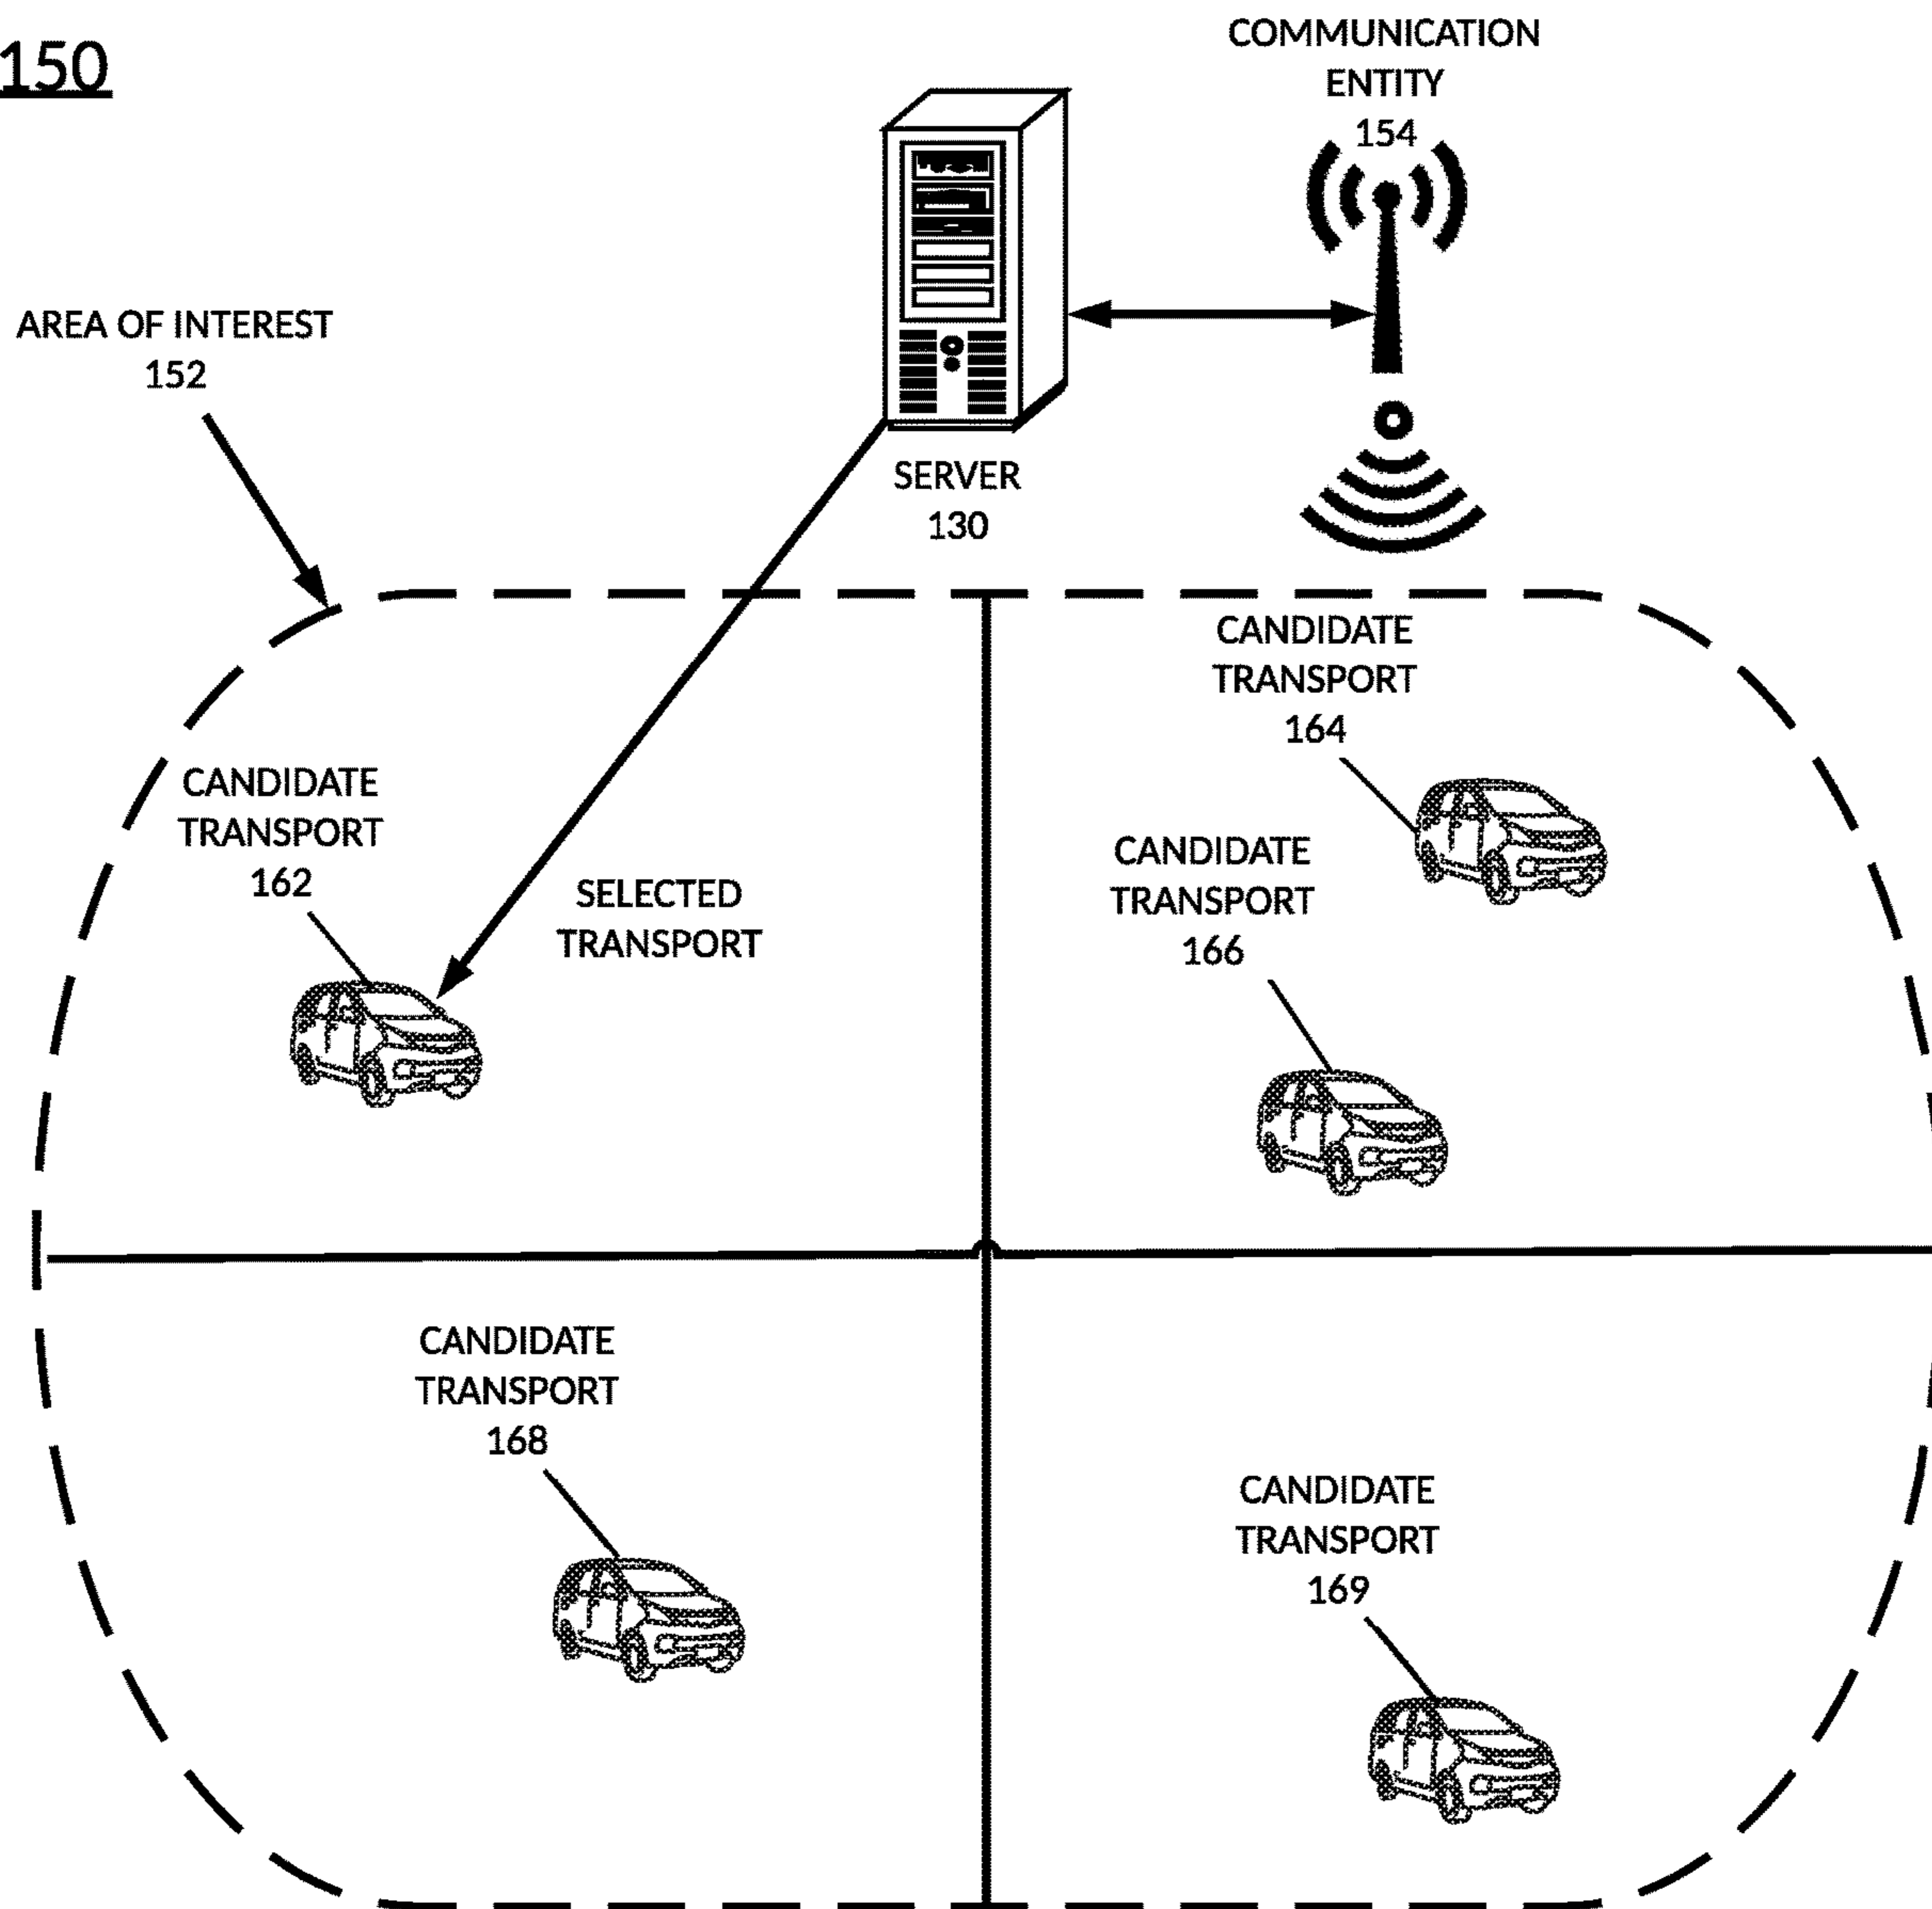 150
COMMUNICATION
ENTITY
154
AREA OF INTEREST
152
SERVER
130
CANDIDATE
TRANSPORT
164
CANDIDATE
TRANSPORT
162
SELECTED
TRANSPORT
CANDIDATE
TRANSPORT
166
CANDIDATE
TRANSPORT
168
CANDIDATE
TRANSPORT
169